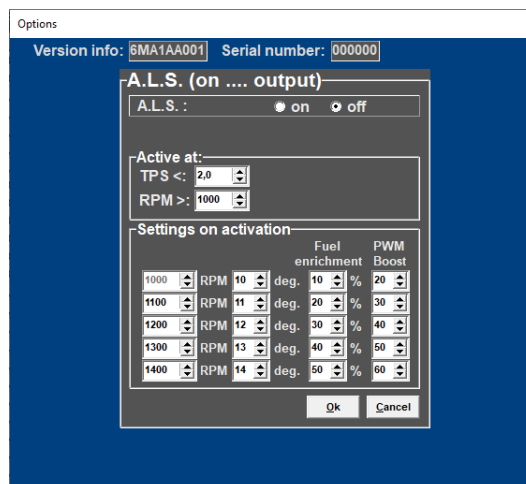 Options
Version info: 6MA1AA001 Serial number: 000000
A.L.S. (on .... output)
A.L.S. : on off
Active at:
TPS <: 2,0
RPM >: 1000
Settings on activation
Fuel PWM
enrichment Boost
1000 RPM 10 deg. 10 % 20
1100 RPM 11 deg. 20 % 30
1200 RPM 12 deg. 30 % 40
1300 RPM 13 deg. 40 % 50
1400 RPM 14 deg. 50 % 60
Ok Cancel